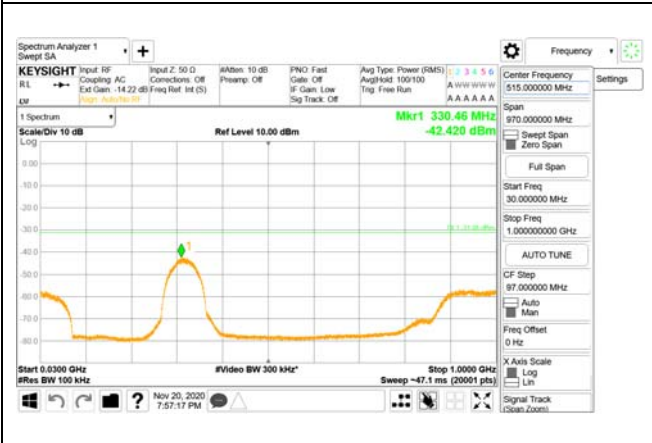 Spectrum Analyzer 1
Swept SA
Frequency
KEYSIGHT
Input: RF
Coupling: AC
Ext Gain: -14.22 dB
Align: Auto/No RF
RL
Input Z: 50 Ω
Corrections: Off
Freq Ref: Int (S)
#Atten: 10 dB
Preamp: Off
PNO: Fast
Gate: Off
IF Gain: Low
Sig Track: Off
Avg Type: Power (RMS)
Avg|Hold: 100/100
Trig: Free Run
1 2 3 4 5 6
A W W W W W
A A A A A A
1 Spectrum
Scale/Div 10 dB
Ref Level 10.00 dBm
Mkr1 330.46 MHz
-42.420 dBm
Log
0.00
-10.0
-20.0
-30.0
-40.0
-50.0
-60.0
-70.0
-80.0
1
Start 0.0300 GHz
#Res BW 100 kHz
#Video BW 300 kHz*
Stop 1.0000 GHz
Sweep ~47.1 ms (20001 pts)
Nov 20, 2020
7:57:17 PM
Center Frequency
515.000000 MHz
Settings
Span
970.000000 MHz
Swept Span
Zero Span
Full Span
Start Freq
30.000000 MHz
Stop Freq
1.000000000 GHz
AUTO TUNE
CF Step
97.000000 MHz
Auto
Man
Freq Offset
0 Hz
X Axis Scale
Log
Lin
Signal Track
(Span Zoom)